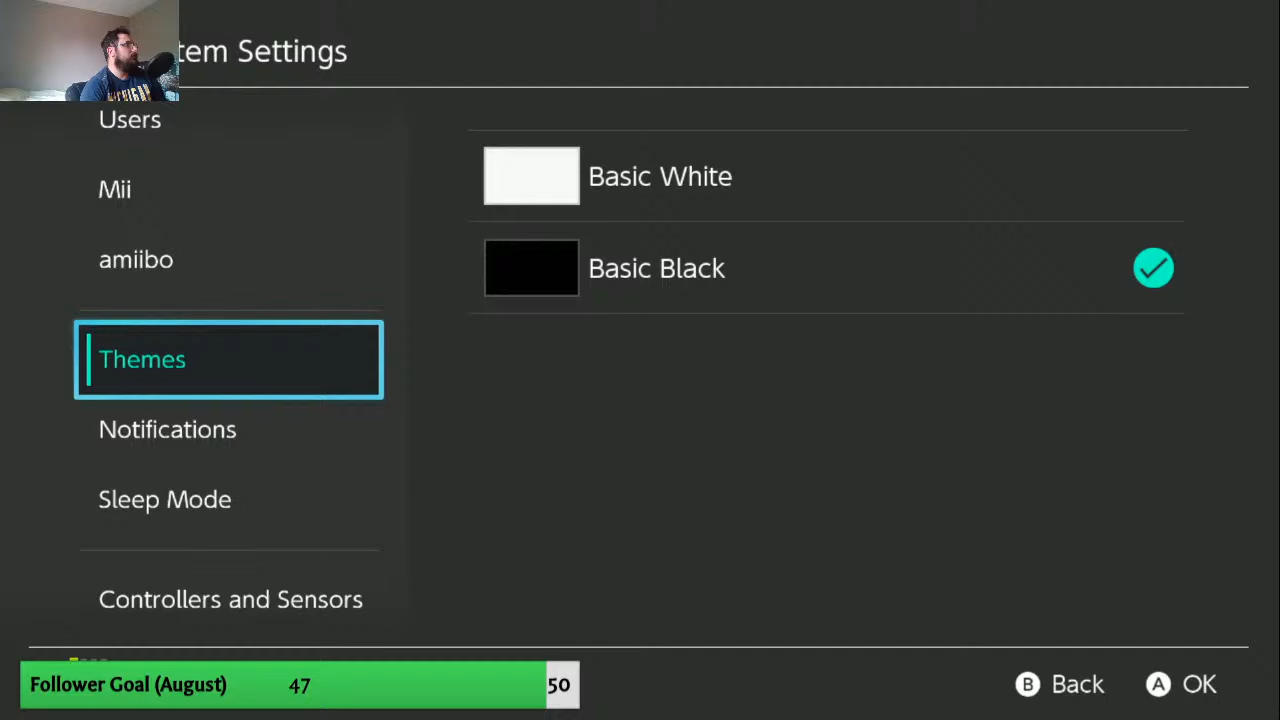 tem Settings
Users
Mii
amiibo
Themes
Notifications
Sleep Mode
Controllers and Sensors
Basic White
Basic Black
MICHIGAN
Follower Goal (August) 47 50
B Back A OK